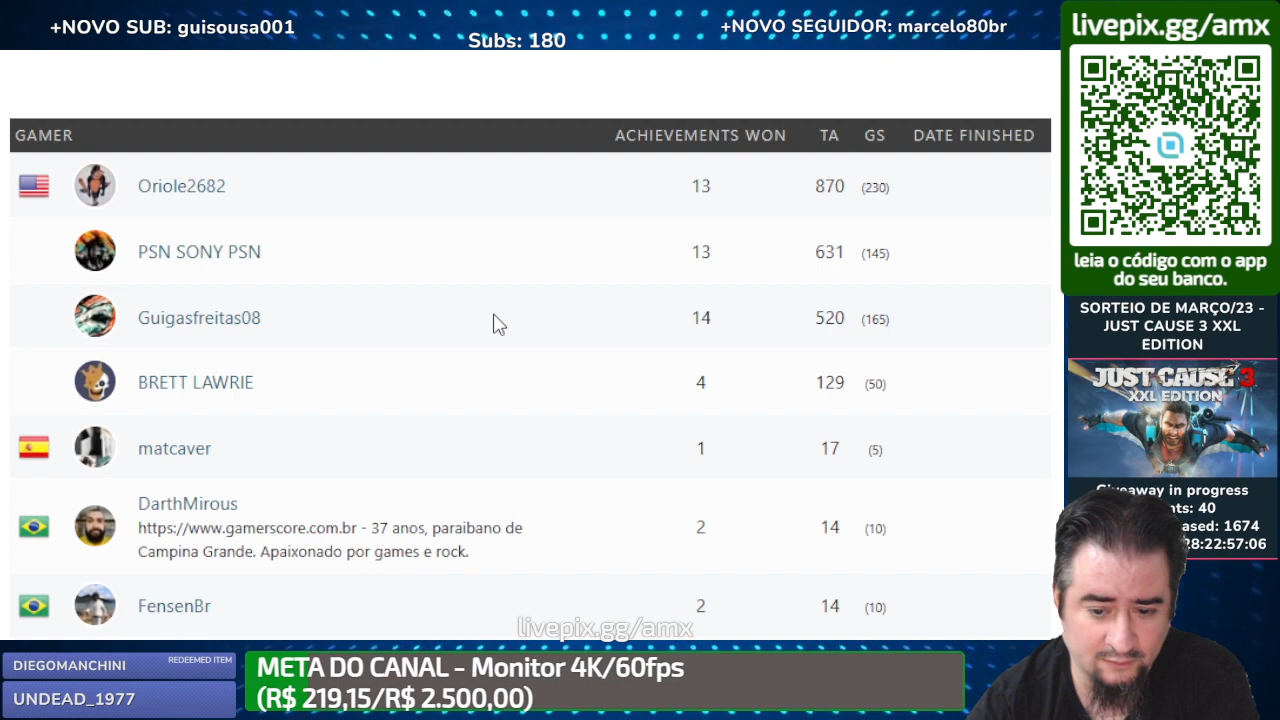 +NOVO SUB: guisousa001
Subs: 180
+NOVO SEGUIDOR: marcelo80br
livepix.gg/amx
leia o código com o app
do seu banco.
GAMER ACHIEVEMENTS WON TA GS DATE FINISHED
Oriole2682 13 870 (230)
PSN SONY PSN 13 631 (145)
Guigasfreitas08 14 520 (165)
BRETT LAWRIE 4 129 (50)
matcaver 1 17 (5)
DarthMirous
https://www.gamerscore.com.br - 37 anos, paraibano de 2 14 (10)
Campina Grande. Apaixonado por games e rock.
FensenBr 2 14 (10)
livepix.gg/amx
SORTEIO DE MARÇO/23 -
JUST CAUSE 3 XXL
EDITION
JUST CAUSE 3
XXL EDITION
Giveaway in progress
nts: 40
ased: 1674
28:22:57:06
DIEGOMANCHINI REDEEMED ITEM
UNDEAD_1977
META DO CANAL - Monitor 4K/60fps
(R$ 219,15/R$ 2.500,00)